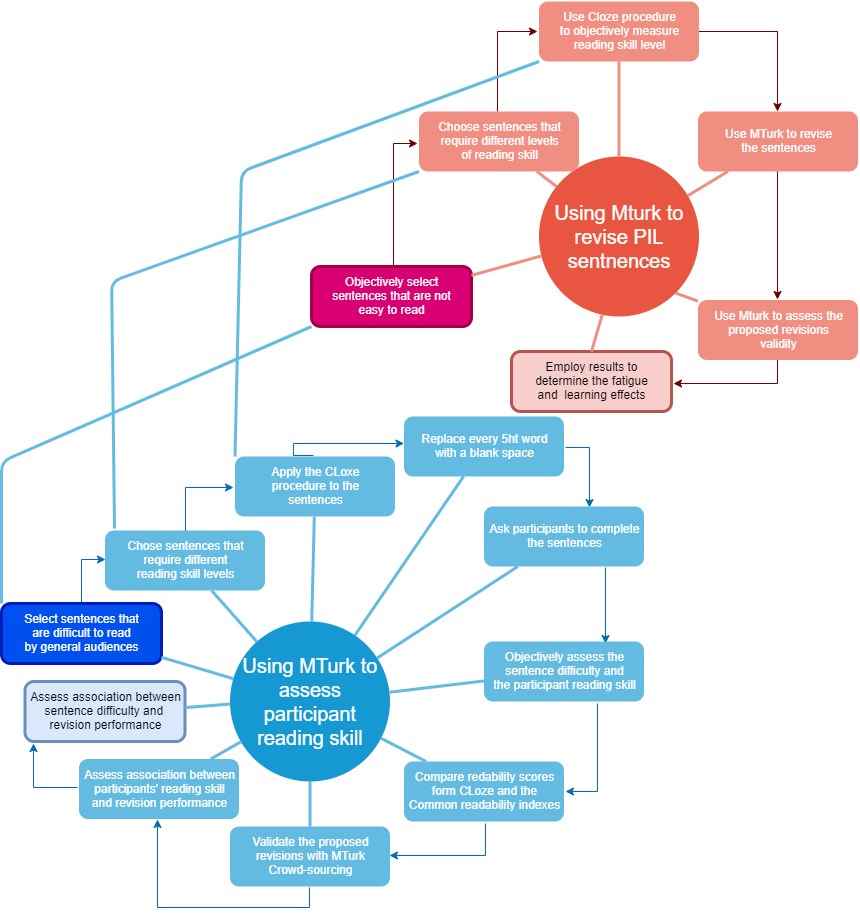 Use Cloze procedure
to objectively measure
reading skill level
Choose sentences that
require different levels
of reading skill
Use MTurk to revise
the sentences
Using Mturk to
revise PIL
sentnences
Objectively select
sentences that are not
easy to read
Use Mturk to assess the
proposed revisions
validity
Employ results to
determine the fatigue
and learning effects
Replace every 5ht word
with a blank space
Apply the CLoxe
procedure to the
sentences
Ask participants to complete
the sentences
Chose sentences that
require different
reading skill levels
Select sentences that
are difficult to read
by general audiences
Using MTurk to
assess
participant
reading skill
Objectively assess the
sentence difficulty and
the participant reading skill
Assess association between
sentence difficulty and
revision performance
Assess association between
participants' reading skill
and revision performance
Compare redability scores
form CLoze and the
Common readability indexes
Validate the proposed
revisions with MTurk
Crowd-sourcing